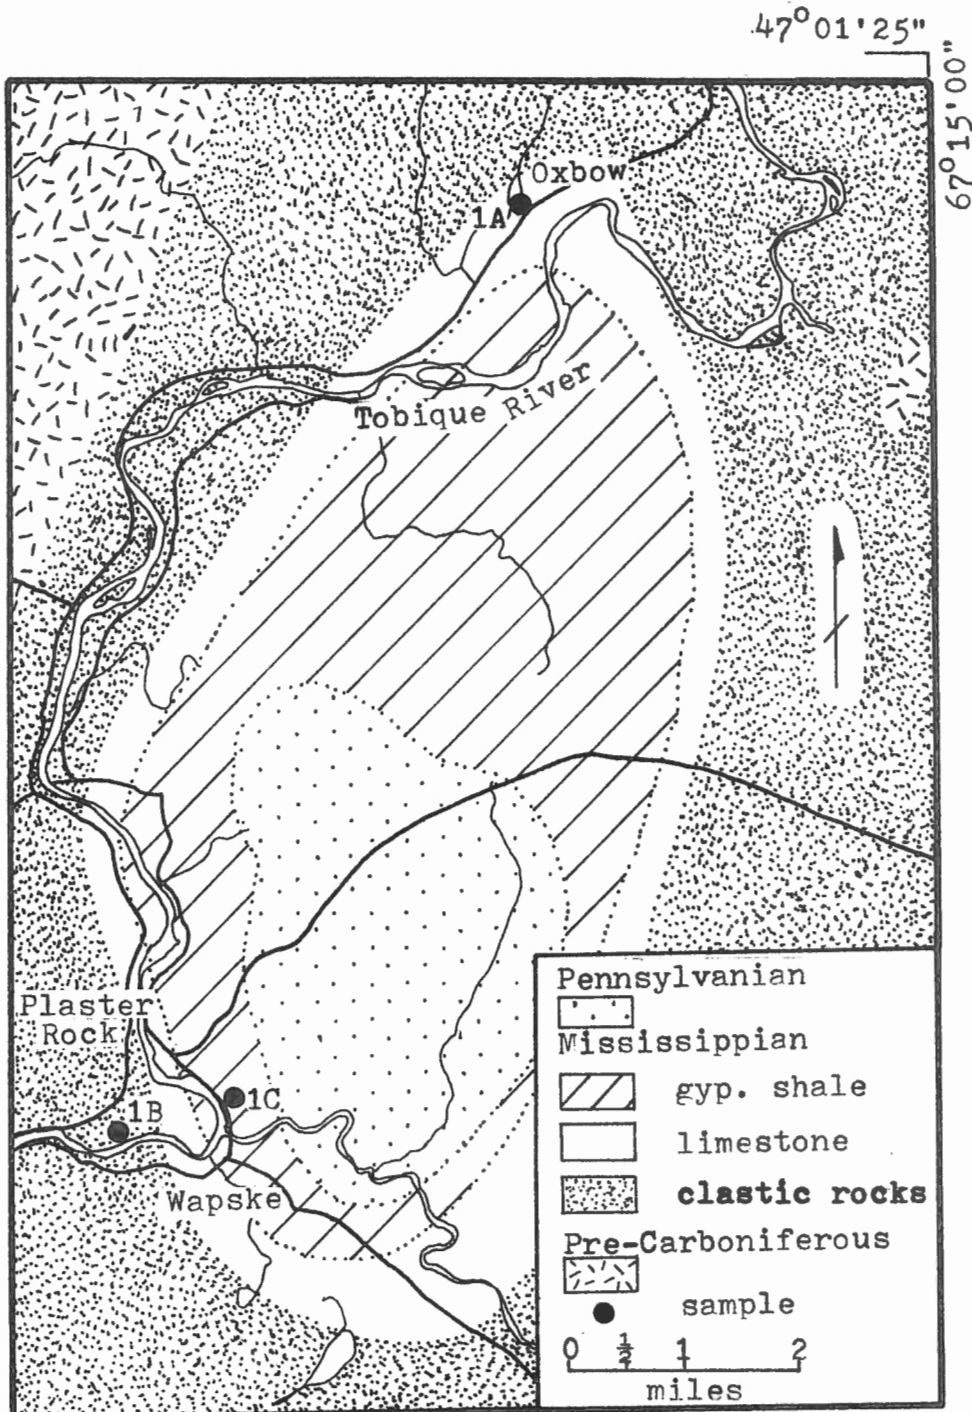 47°01'25"
67°15'00"
Oxbow
1A
Tobique River
Plaster
Rock
1B
1C
Wapske
Pennsylvanian
Mississippian
gyp. shale
limestone
clastic rocks
Pre-Carboniferous
sample
0 ½ 1 2
miles